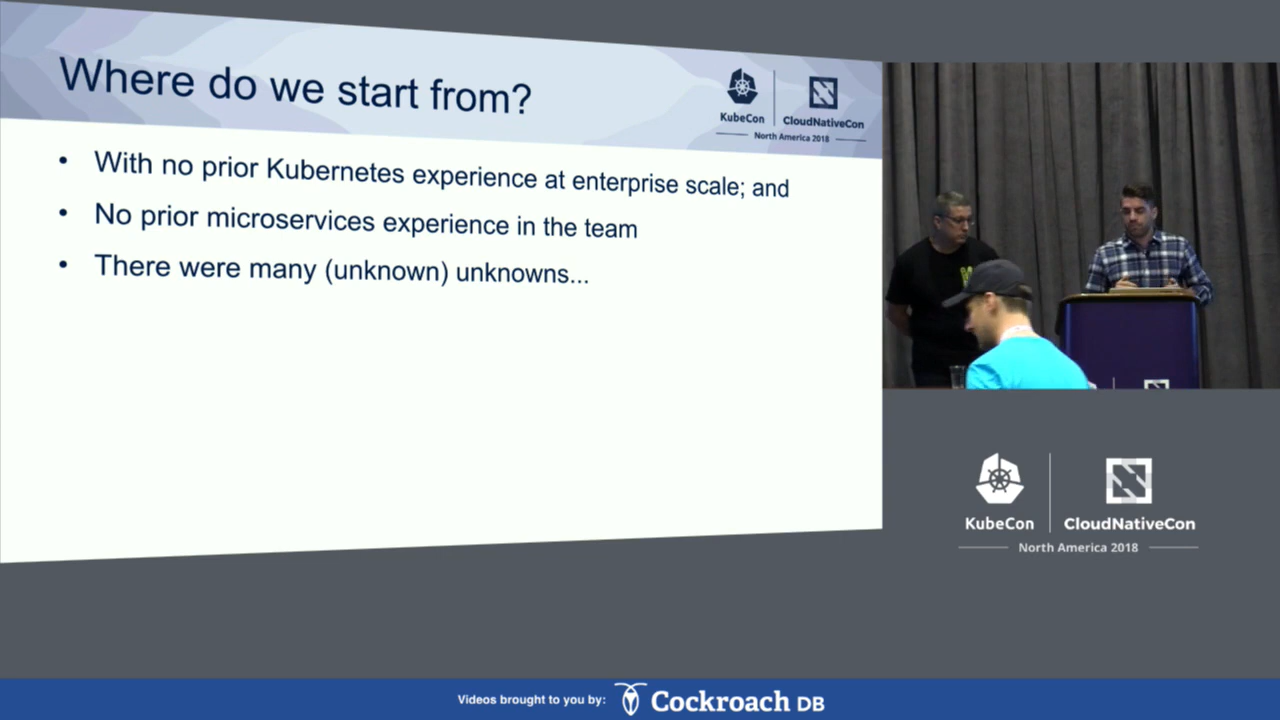 Where do we start from?
KubeCon
CloudNativeCon
North America 2018
• With no prior Kubernetes experience at enterprise scale; and
• No prior microservices experience in the team
• There were many (unknown) unknowns...
KubeCon
CloudNativeCon
North America 2018
Videos brought to you by: Cockroach DB